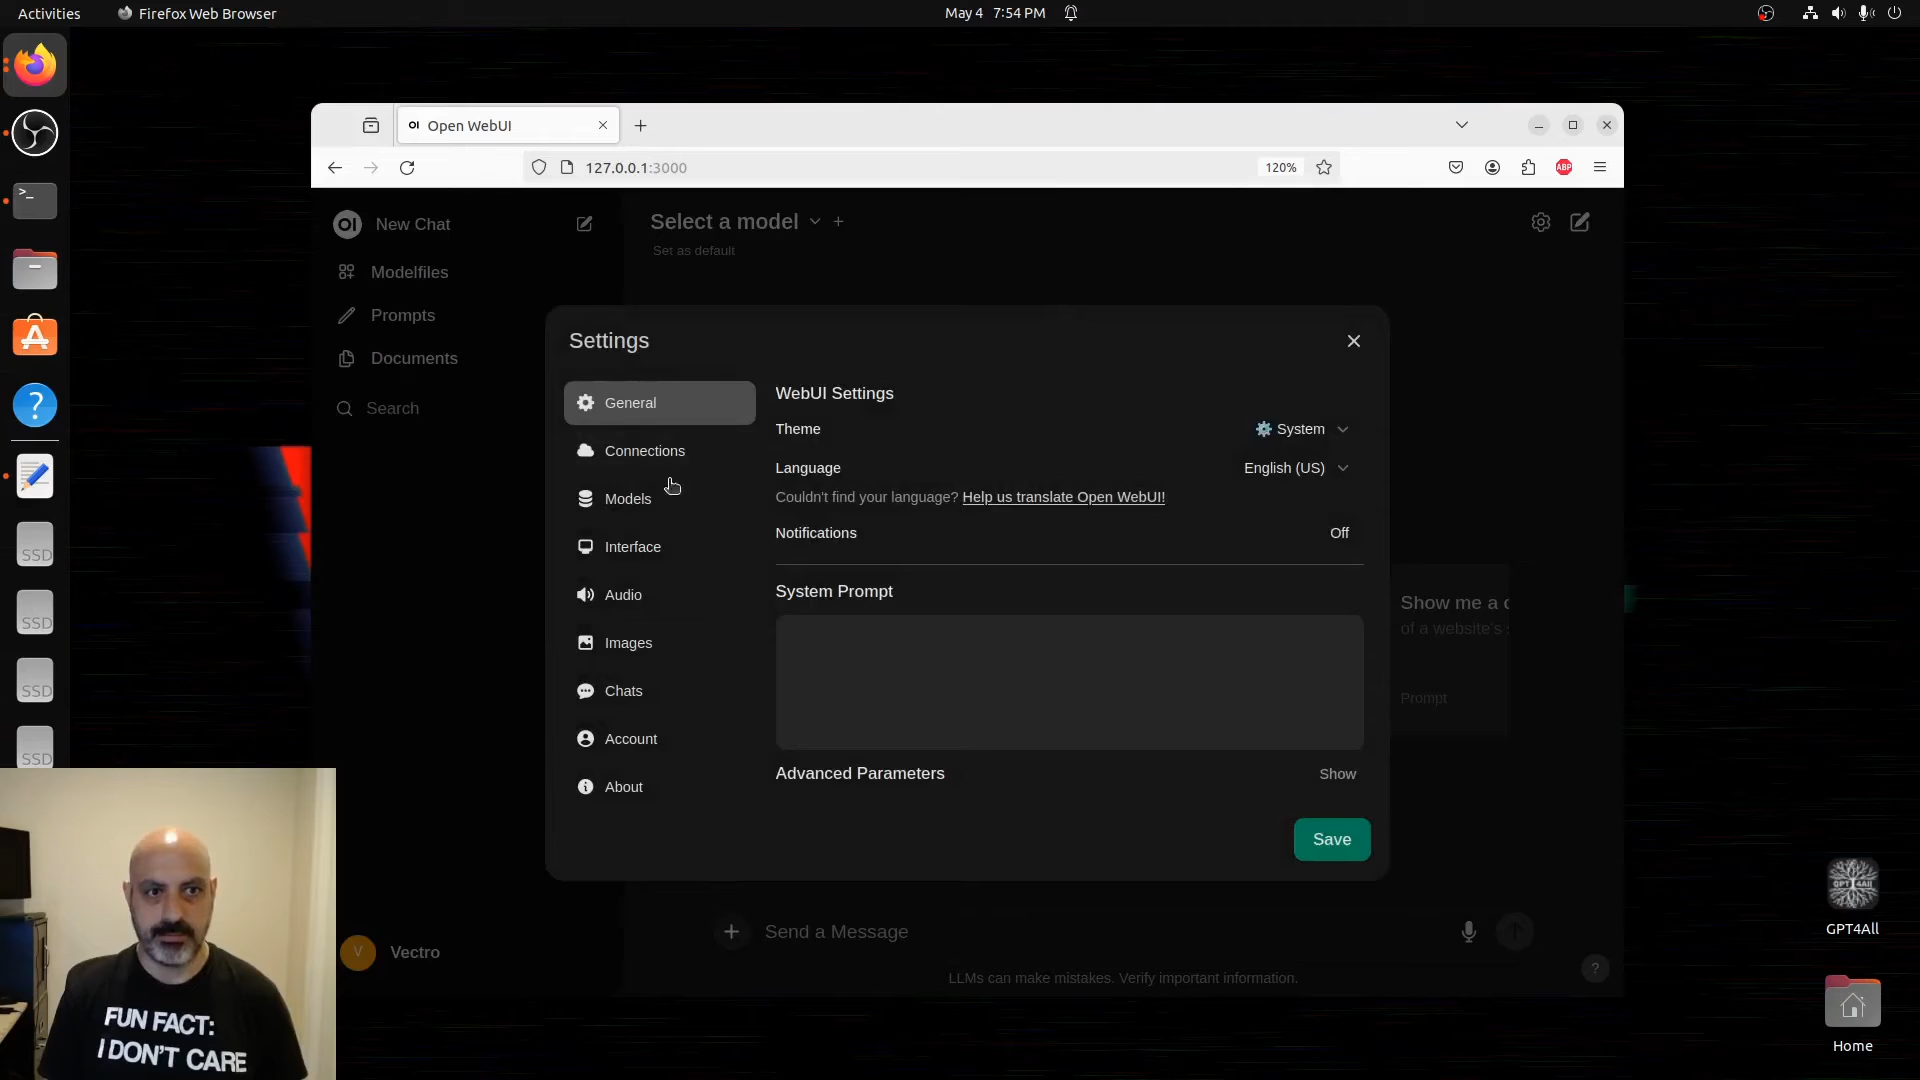 Activities
Firefox Web Browser
May 4 7:54 PM
OI Open WebUI
127.0.0.1:3000
120%
ABP
OI New Chat
Modelfiles
Prompts
Documents
Search
Select a model
Set as default
Settings
General
Connections
Models
Interface
Audio
Images
Chats
Account
About
WebUI Settings
Theme
System
Language
English (US)
Couldn't find your language? Help us translate Open WebUI!
Notifications
Off
System Prompt
Advanced Parameters
Show
Save
Show me a c
of a website's s
Prompt
Send a Message
LLMs can make mistakes. Verify important information.
?
V Vectro
>_
?
SSD
SSD
SSD
SSD
FUN FACT:
I DON'T CARE
GPT4All
GPT4All
Home